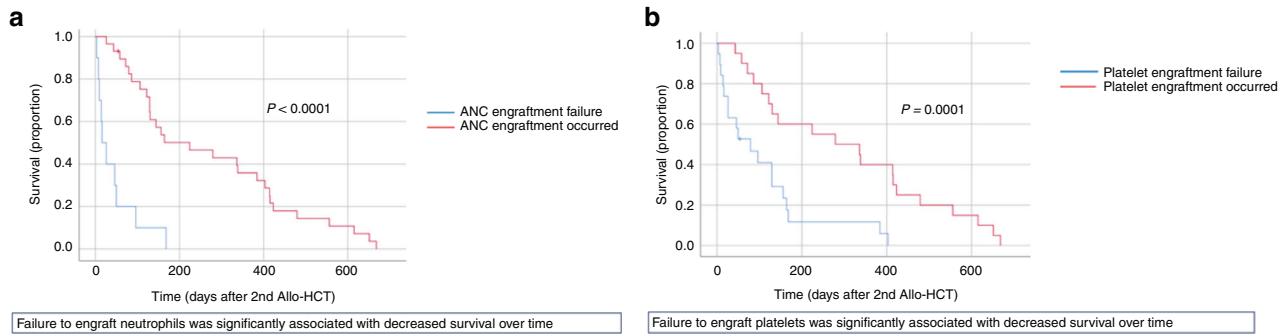 a
1.0
0.8
0.6
0.4
0.2
0.0
Survival (proportion)
P < 0.0001
0
200
400
600
Time (days after 2nd Allo-HCT)
ANC engraftment failure
ANC engraftment occurred
Failure to engraft neutrophils was significantly associated with decreased survival over time
b
1.0
0.8
0.6
0.4
0.2
0.0
Survival (proportion)
P = 0.0001
0
200
400
600
Time (days after 2nd Allo-HCT)
Platelet engraftment failure
Platelet engraftment occurred
Failure to engraft platelets was significantly associated with decreased survival over time